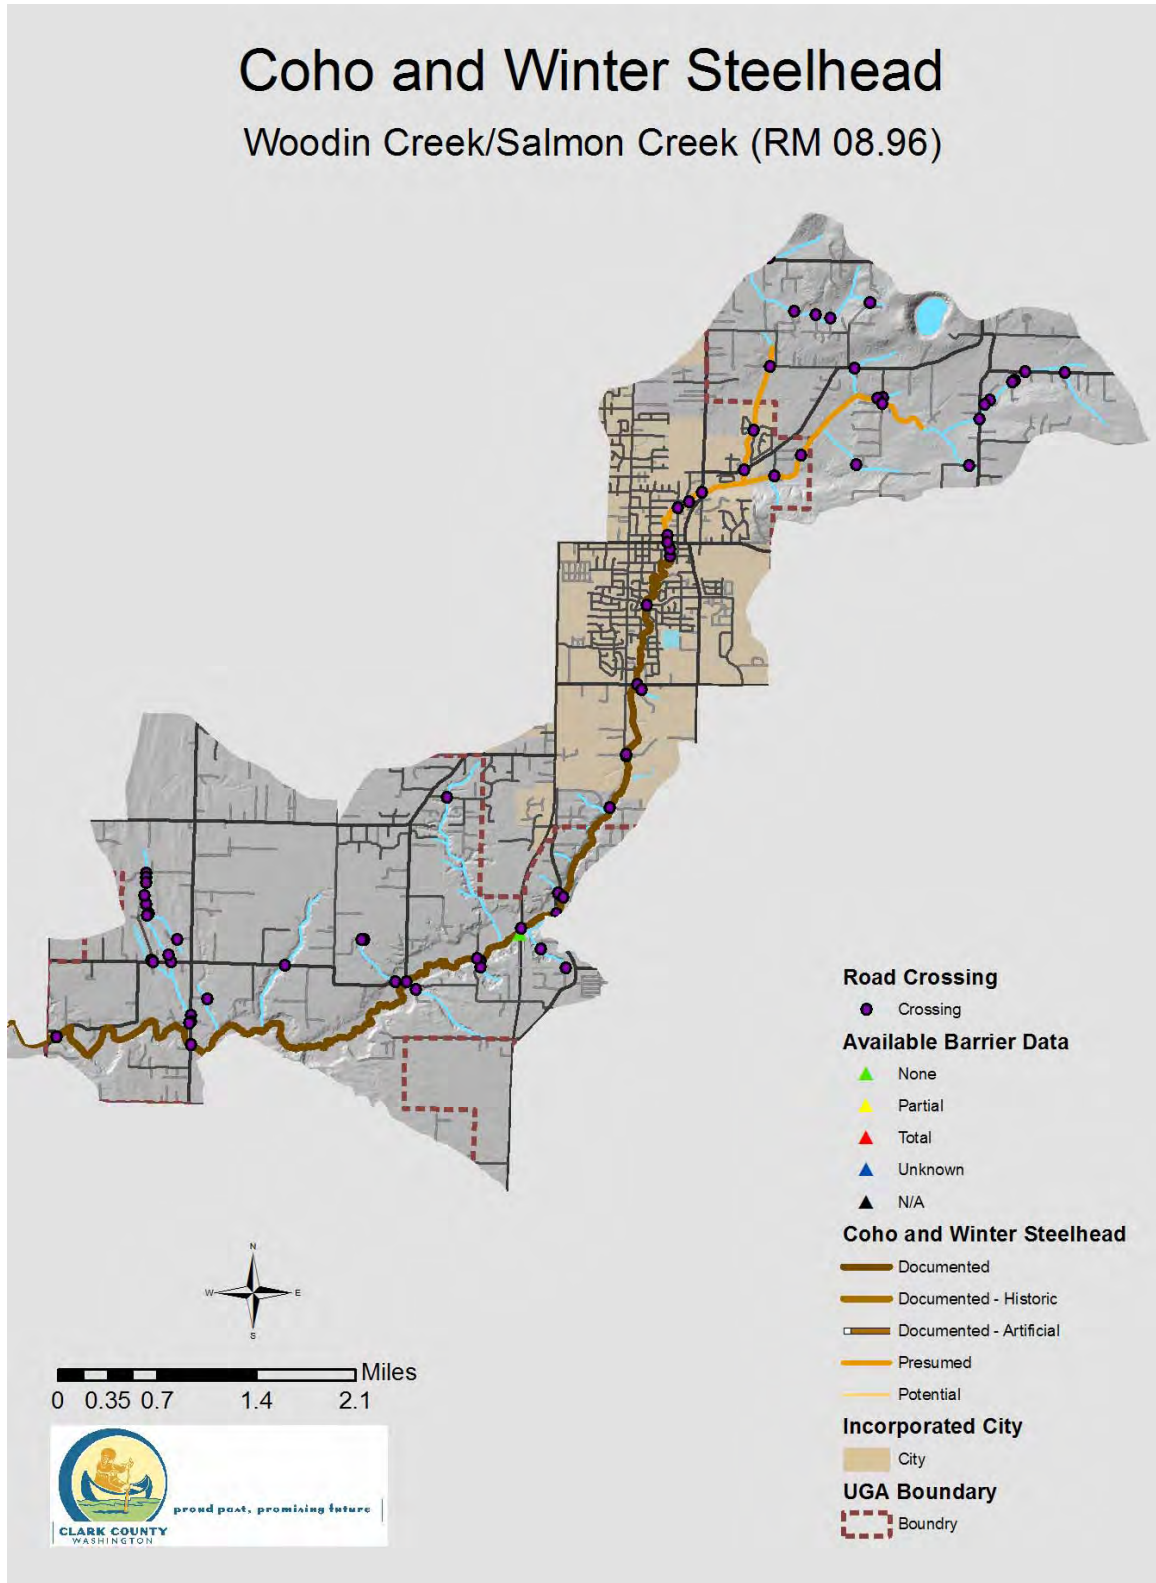 Coho and Winter Steelhead
Woodin Creek/Salmon Creek (RM 08.96)
Road Crossing
Crossing
Available Barrier Data
None
Partial
Total
Unknown
N/A
Coho and Winter Steelhead
Documented
Documented - Historic
Documented - Artificial
Presumed
Potential
Incorporated City
City
UGA Boundary
Boundry
N
W E
S
Miles
0 0.35 0.7 1.4 2.1
proud past, promising future
CLARK COUNTY
WASHINGTON